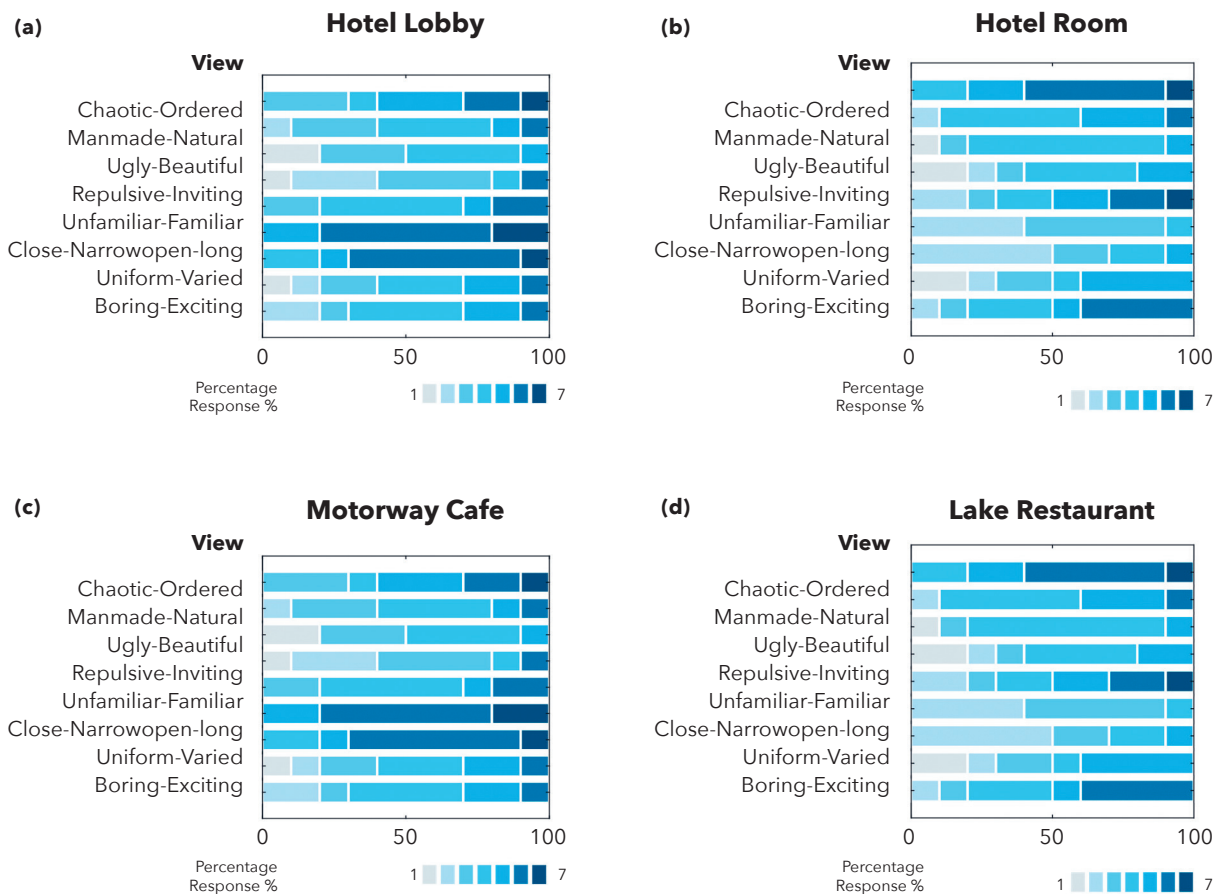 (a)
Hotel Lobby
View
Chaotic-Ordered
Manmade-Natural
Ugly-Beautiful
Repulsive-Inviting
Unfamiliar-Familiar
Close-Narrowopen-long
Uniform-Varied
Boring-Exciting
0 50 100
Percentage
Response %
1 7
(b)
Hotel Room
View
Chaotic-Ordered
Manmade-Natural
Ugly-Beautiful
Repulsive-Inviting
Unfamiliar-Familiar
Close-Narrowopen-long
Uniform-Varied
Boring-Exciting
0 50 100
Percentage
Response %
1 7
(c)
Motorway Cafe
View
Chaotic-Ordered
Manmade-Natural
Ugly-Beautiful
Repulsive-Inviting
Unfamiliar-Familiar
Close-Narrowopen-long
Uniform-Varied
Boring-Exciting
0 50 100
Percentage
Response %
1 7
(d)
Lake Restaurant
View
Chaotic-Ordered
Manmade-Natural
Ugly-Beautiful
Repulsive-Inviting
Unfamiliar-Familiar
Close-Narrowopen-long
Uniform-Varied
Boring-Exciting
0 50 100
Percentage
Response %
1 7